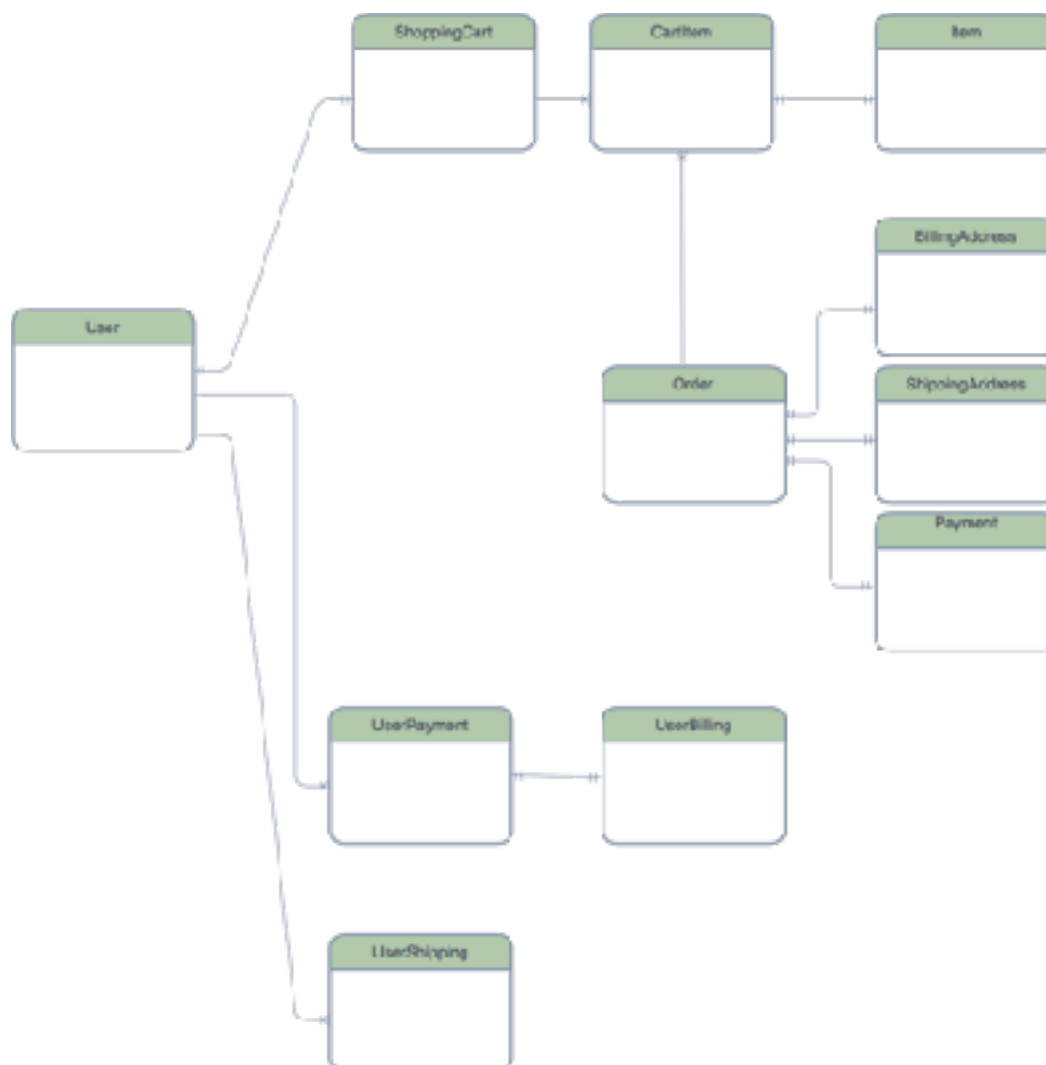 ShoppingCart
CartItem
Item
BillingAddress
User
Order
ShippingAddress
Payment
UserPayment
UserBilling
UserShipping